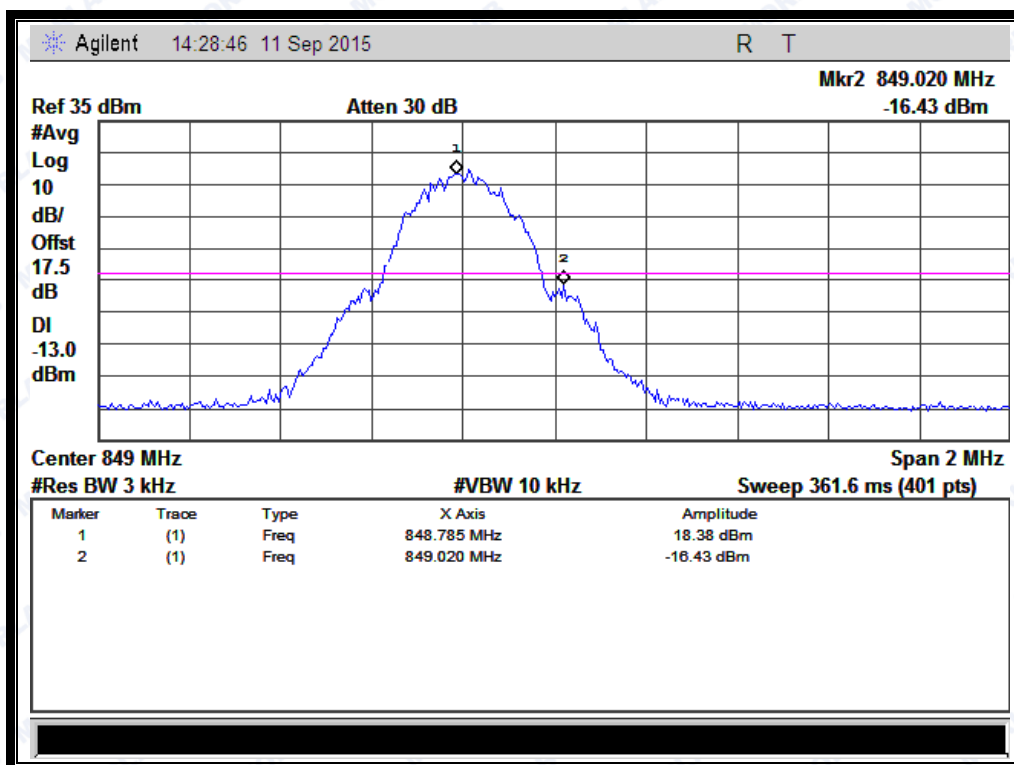 Agilent 14:28:46 11 Sep 2015 R T
Mkr2 849.020 MHz
Ref 35 dBm Atten 30 dB -16.43 dBm
#Avg
Log
10
dB/
Offst
17.5
dB
DI
-13.0
dBm
1
2
Center 849 MHz Span 2 MHz
#Res BW 3 kHz #VBW 10 kHz Sweep 361.6 ms (401 pts)
Marker Trace Type X Axis Amplitude
1 (1) Freq 848.785 MHz 18.38 dBm
2 (1) Freq 849.020 MHz -16.43 dBm